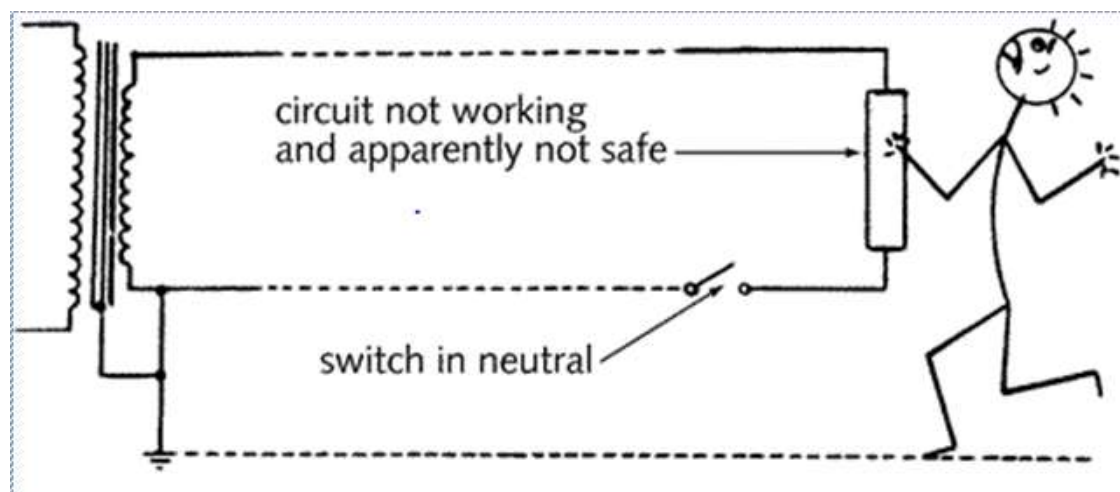 circuit not working
and apparently not safe
switch in neutral